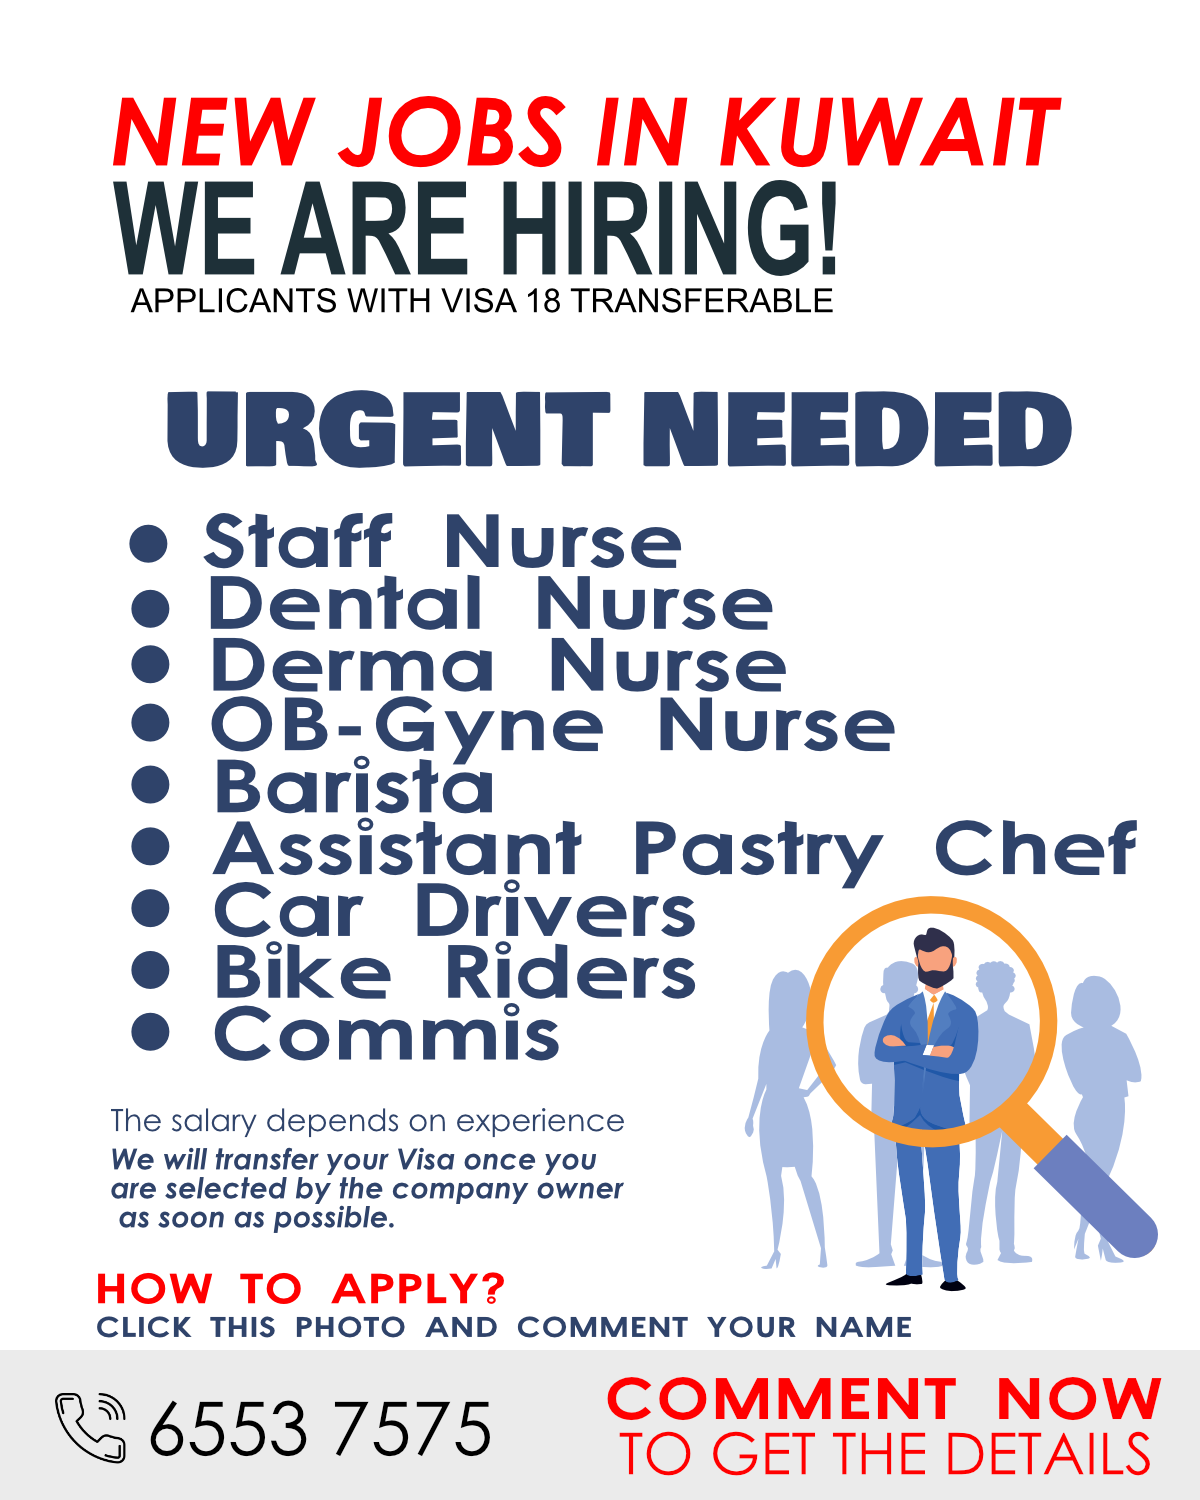 NEW JOBS IN KUWAIT
WE ARE HIRING!
APPLICANTS WITH VISA 18 TRANSFERABLE
URGENT NEEDED
• Staff Nurse
• Dental Nurse
• Derma Nurse
• OB-Gyne Nurse
• Barista
• Assistant Pastry Chef
• Car Drivers
• Bike Riders
• Commis
The salary depends on experience
We will transfer your Visa once you
are selected by the company owner
as soon as possible.
HOW TO APPLY?
CLICK THIS PHOTO AND COMMENT YOUR NAME
6553 7575
COMMENT NOW
TO GET THE DETAILS